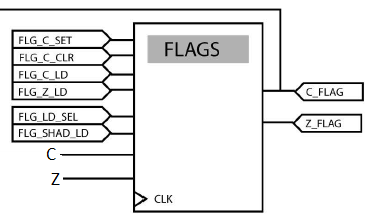 FLAGS
FLG_C_SET
FLG_C_CLR
FLG_C_LD
FLG_Z_LD
FLG_LD_SEL
FLG_SHAD_LD
C
Z
CLK
C_FLAG
Z_FLAG